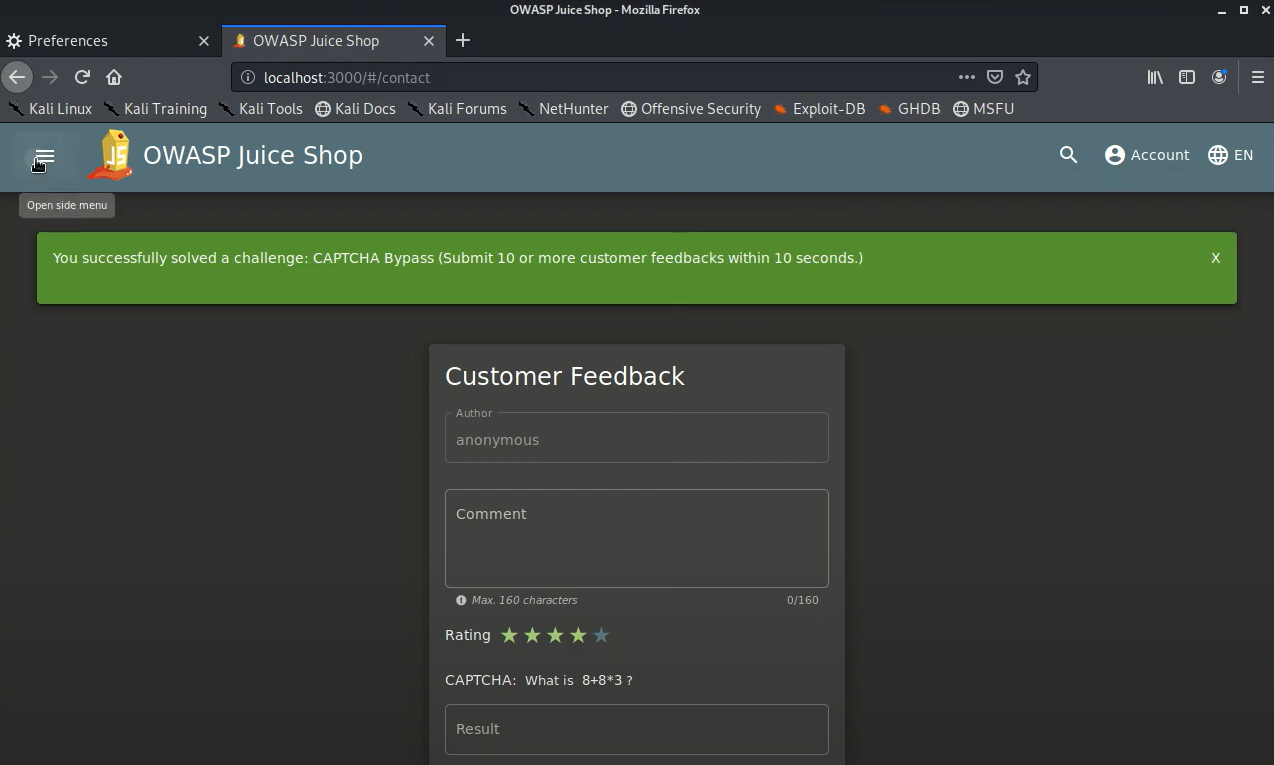 OWASP Juice Shop - Mozilla Firefox
Preferences
OWASP Juice Shop
localhost:3000/#/contact
Kali Linux Kali Training Kali Tools Kali Docs Kali Forums NetHunter Offensive Security Exploit-DB GHDB MSFU
JS OWASP Juice Shop Account EN
Open side menu
You successfully solved a challenge: CAPTCHA Bypass (Submit 10 or more customer feedbacks within 10 seconds.) X
Customer Feedback
Author
anonymous
Comment
Max. 160 characters 0/160
Rating
CAPTCHA: What is 8+8*3 ?
Result